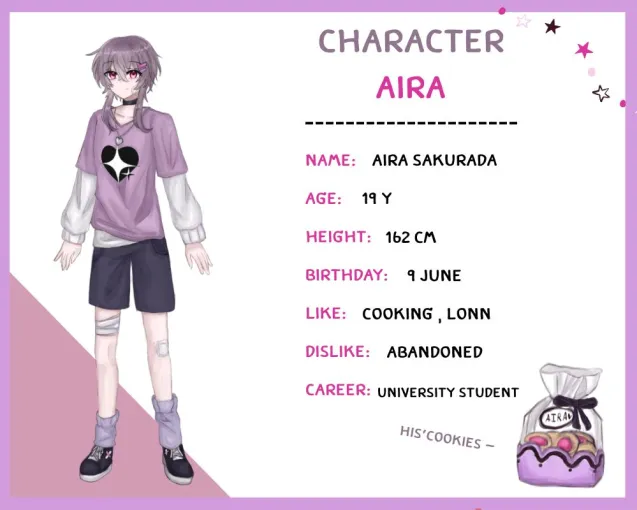 CHARACTER
AIRA
NAME: AIRA SAKURADA
AGE: 19 Y
HEIGHT: 162 CM
BIRTHDAY: 9 JUNE
LIKE: COOKING , LONN
DISLIKE: ABANDONED
CAREER: UNIVERSITY STUDENT
AIRA
HIS'COOKIES –